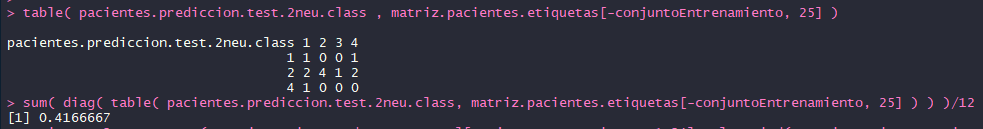 > table( pacientes.prediccion.test.2neu.class , matriz.pacientes.etiquetas[-conjuntoEntrenamiento, 25] )
pacientes.prediccion.test.2neu.class 1 2 3 4
1 1 0 0 1
2 2 4 1 2
4 1 0 0 0
> sum( diag( table( pacientes.prediccion.test.2neu.class, matriz.pacientes.etiquetas[-conjuntoEntrenamiento, 25] ) ) )/12
[1] 0.4166667